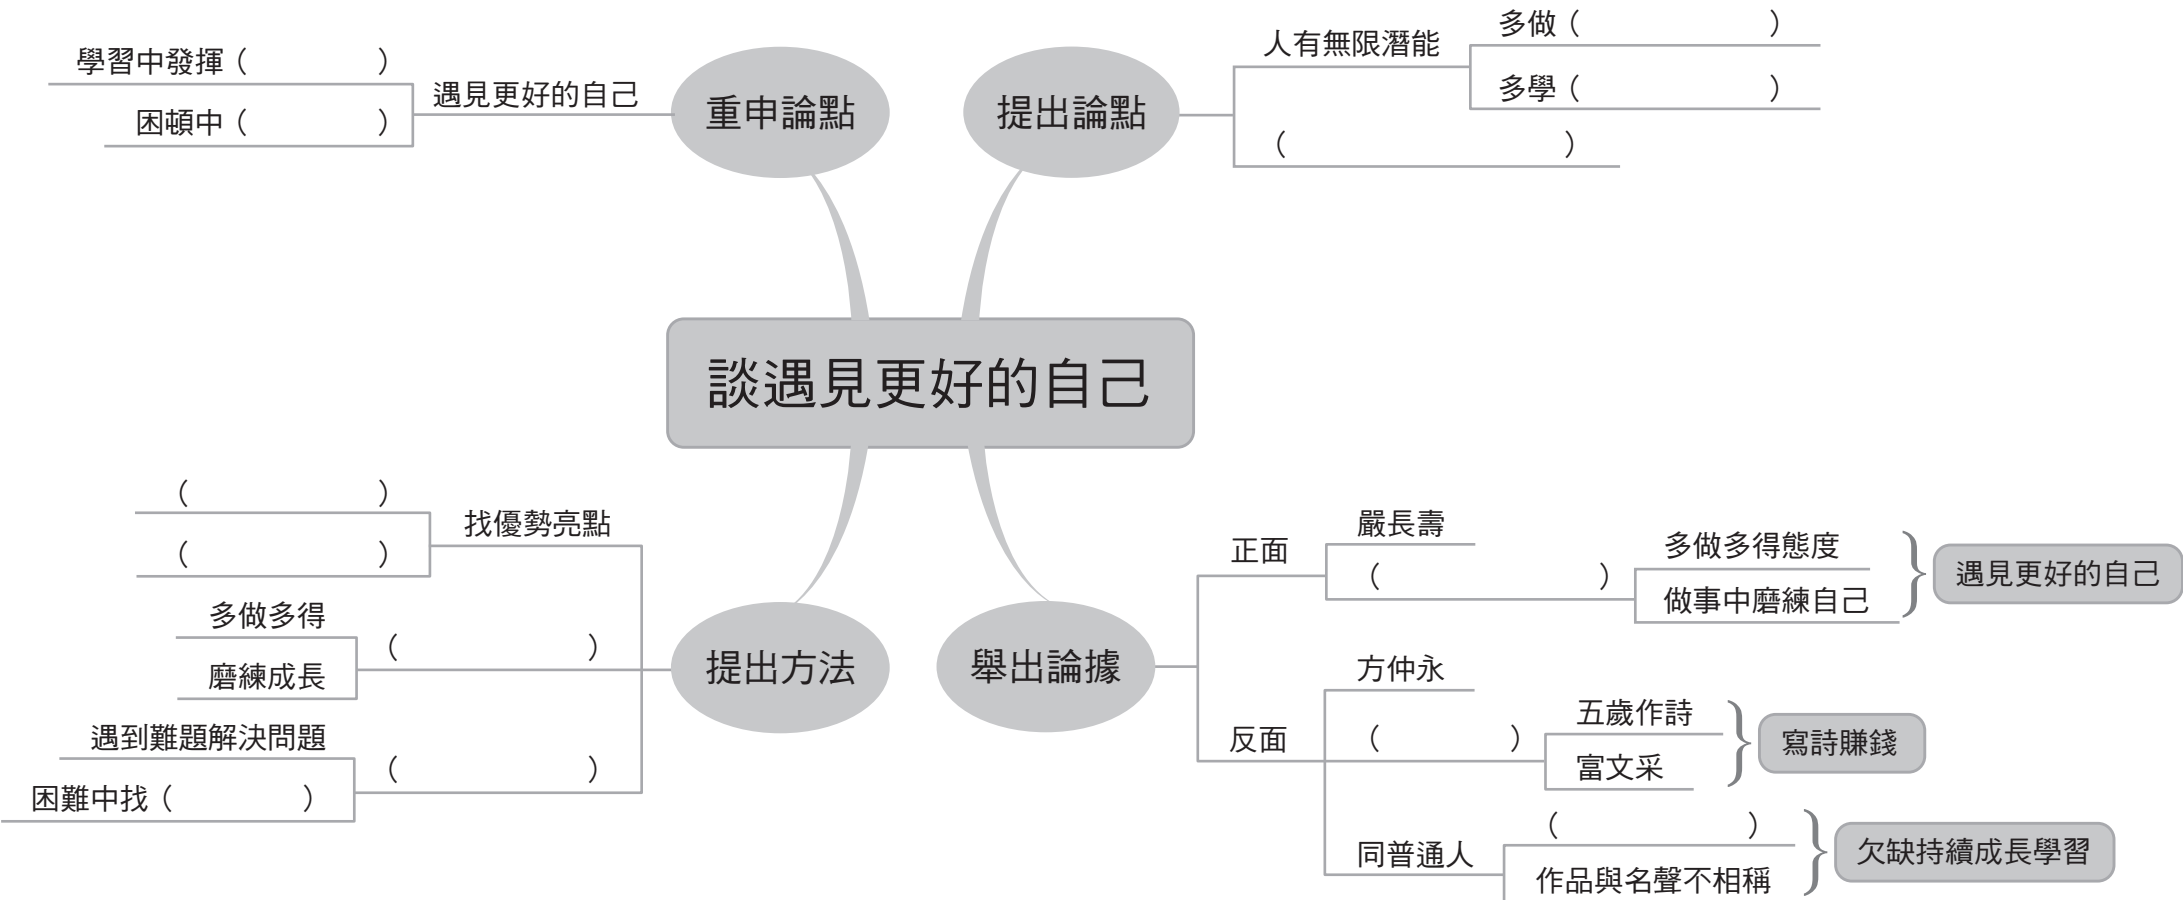 談遇見更好的自己
提出論點
人有無限潛能
多做（　　　　　　）
多學（　　　　　　）
（　　　　　　　　　）
舉出論據
正面
嚴長壽
（　　　　　　　）
多做多得態度
做事中磨練自己
遇見更好的自己
反面
方仲永
（　　　　）
五歲作詩
富文采
寫詩賺錢
同普通人
（　　　　　　）
作品與名聲不相稱
欠缺持續成長學習
提出方法
找優勢亮點
（　　　　　　）
（　　　　　　）
（　　　　　　）
多做多得
磨練成長
（　　　　　　）
遇到難題解決問題
困難中找（　　　　）
重申論點
遇見更好的自己
學習中發揮（　　　　）
困頓中（　　　　）